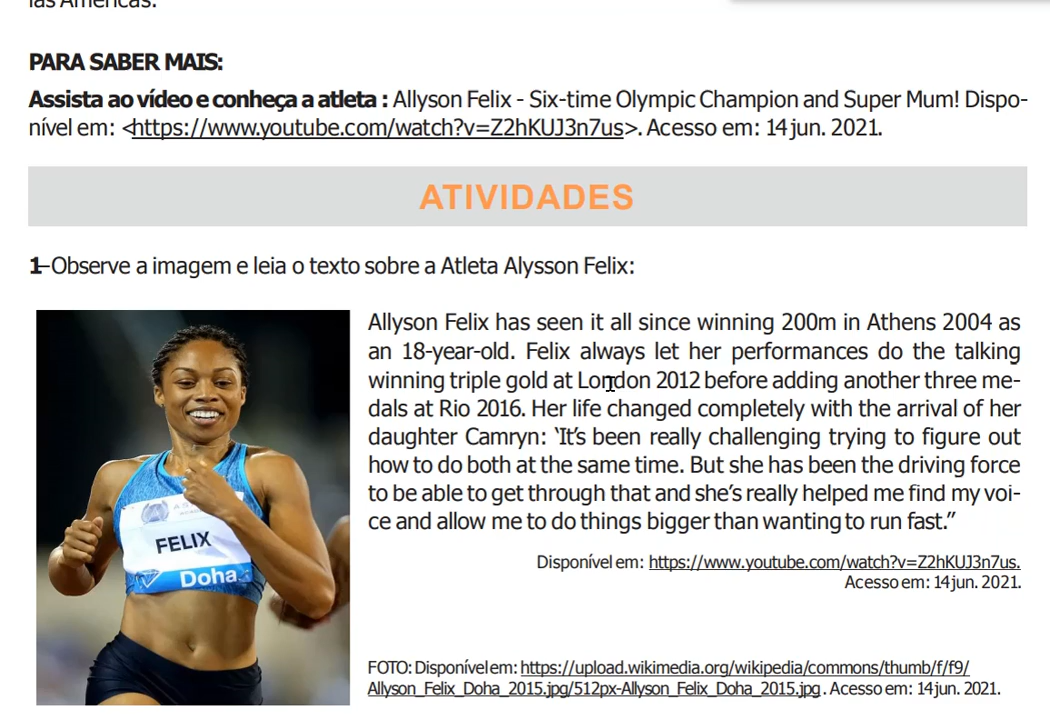 las Américas.
PARA SABER MAIS:
Assista ao vídeo e conheça a atleta : Allyson Felix - Six-time Olympic Champion and Super Mum! Dispo-
nível em: <https://www.youtube.com/watch?v=Z2hKUJ3n7us>. Acesso em: 14 jun. 2021.
ATIVIDADES
1-Observe a imagem e leia o texto sobre a Atleta Alysson Felix:
Allyson Felix has seen it all since winning 200m in Athens 2004 as
an 18-year-old. Felix always let her performances do the talking
winning triple gold at London 2012 before adding another three me-
dals at Rio 2016. Her life changed completely with the arrival of her
daughter Camryn: ‘It’s been really challenging trying to figure out
how to do both at the same time. But she has been the driving force
to be able to get through that and she’s really helped me find my voi-
ce and allow me to do things bigger than wanting to run fast.”
Disponível em: https://www.youtube.com/watch?v=Z2hKUJ3n7us.
Acesso em: 14 jun. 2021.
FELIX
Doha
FOTO: Disponível em: https://upload.wikimedia.org/wikipedia/commons/thumb/f/f9/
Allyson_Felix_Doha_2015.jpg/512px-Allyson_Felix_Doha_2015.jpg . Acesso em: 14 jun. 2021.